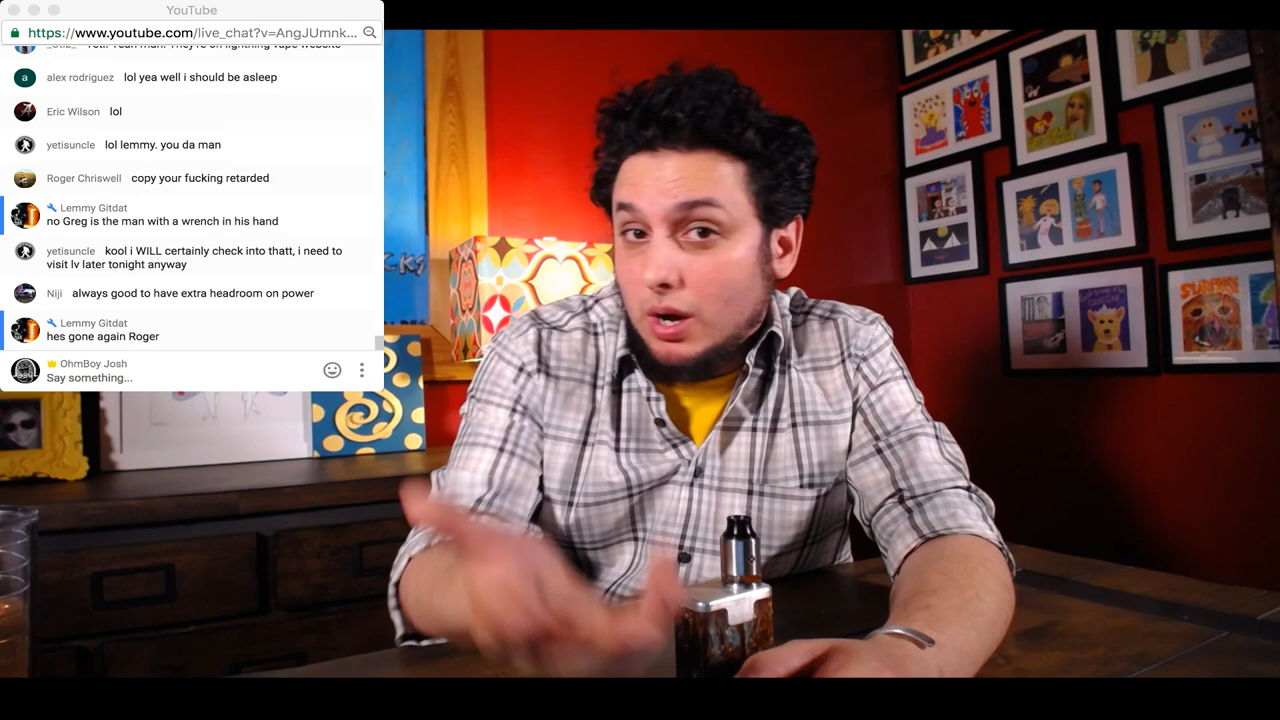 YouTube
https://www.youtube.com/live_chat?v=AngJUmnk...
alex rodriguez lol yea well i should be asleep
Eric Wilson lol
yetisuncle lol lemmy. you da man
Roger Chriswell copy your fucking retarded
Lemmy Gitdat
no Greg is the man with a wrench in his hand
yetisuncle kool i WILL certainly check into thatt, i need to
visit lv later tonight anyway
Niji always good to have extra headroom on power
Lemmy Gitdat
hes gone again Roger
OhmBoy Josh
Say something...
a
SURPRISE